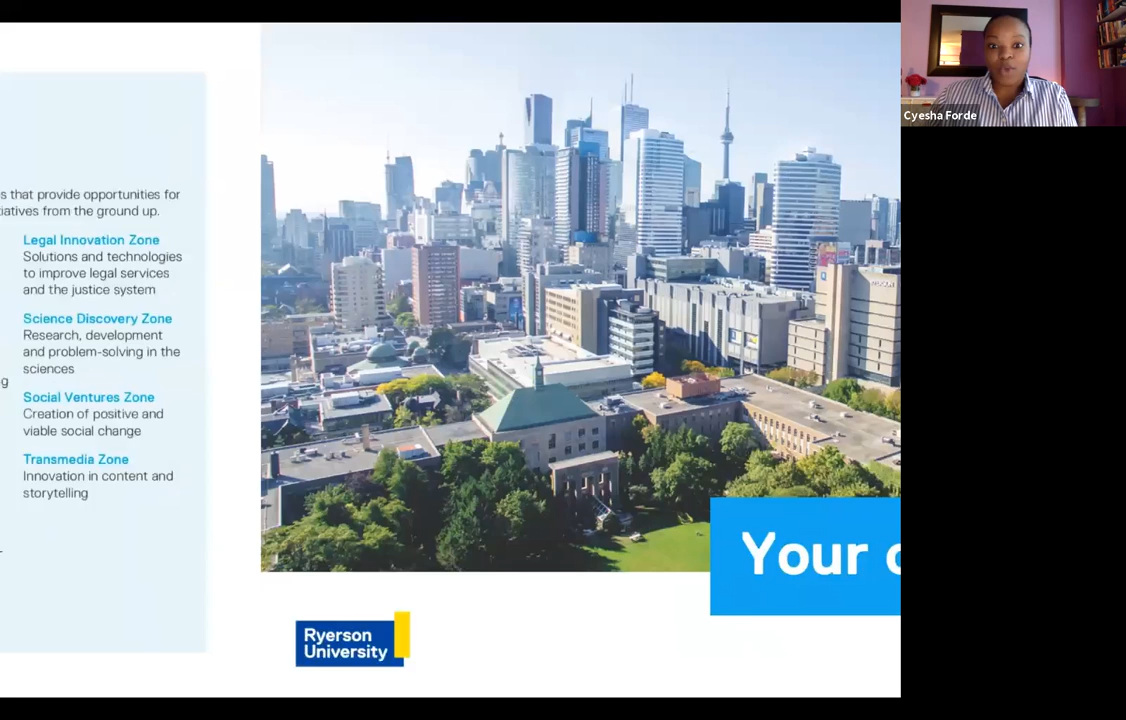 s that provide opportunities for
iatives from the ground up.
Legal Innovation Zone
Solutions and technologies
to improve legal services
and the justice system
Science Discovery Zone
Research, development
and problem-solving in the
sciences
g
Social Ventures Zone
Creation of positive and
viable social change
Transmedia Zone
Innovation in content and
storytelling
Your
Ryerson
University
Cyesha Forde